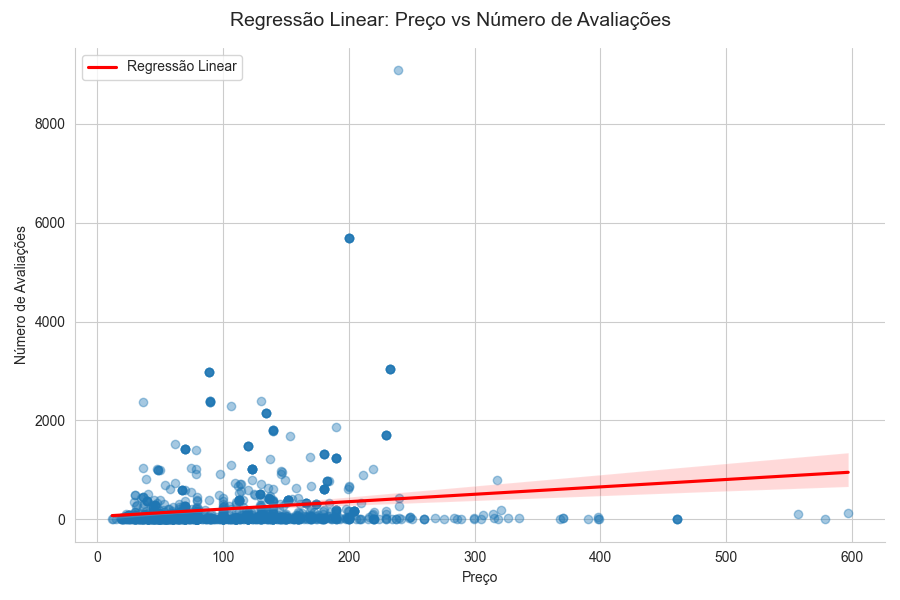 Regressão Linear: Preço vs Número de Avaliações
Regressão Linear
Número de Avaliações
8000
6000
4000
2000
0
0 100 200 300 400 500 600
Preço